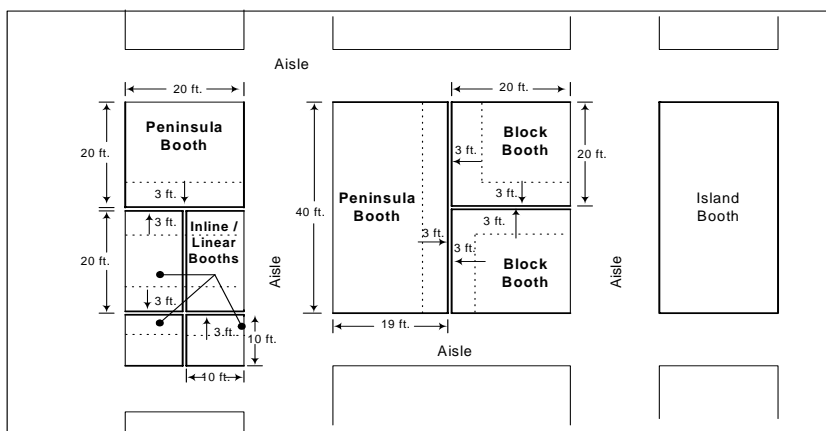 Aisle
20 ft.
20 ft.
Peninsula
Booth
20 ft.
3 ft.
3 ft.
Inline /
Linear
Booths
20 ft.
3 ft.
3 ft.
10 ft.
10 ft.
Aisle
40 ft.
Peninsula
Booth
3 ft.
19 ft.
Block
Booth
3 ft.
3 ft.
20 ft.
3 ft.
3 ft.
Block
Booth
Aisle
Aisle
Island
Booth